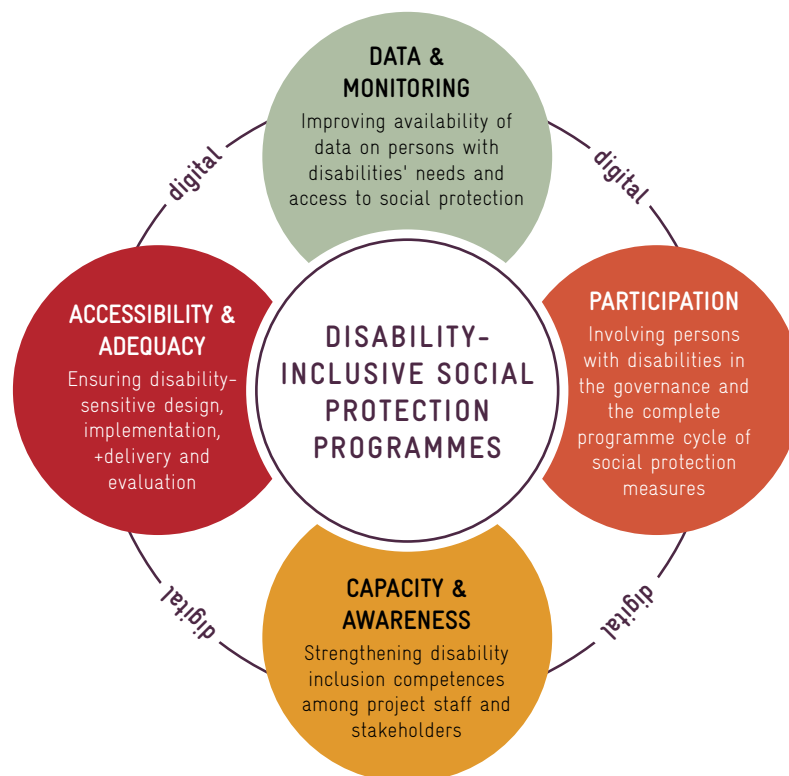 DATA &
MONITORING
Improving availability of
data on persons with
disabilities' needs and
access to social protection
digital
digital
ACCESSIBILITY &
ADEQUACY
Ensuring disability-
sensitive design,
implementation,
+delivery and
evaluation
DISABILITY-
INCLUSIVE SOCIAL
PROTECTION
PROGRAMMES
PARTICIPATION
Involving persons
with disabilities in
the governance and
the complete
programme cycle of
social protection
measures
digital
digital
CAPACITY &
AWARENESS
Strengthening disability
inclusion competences
among project staff and
stakeholders